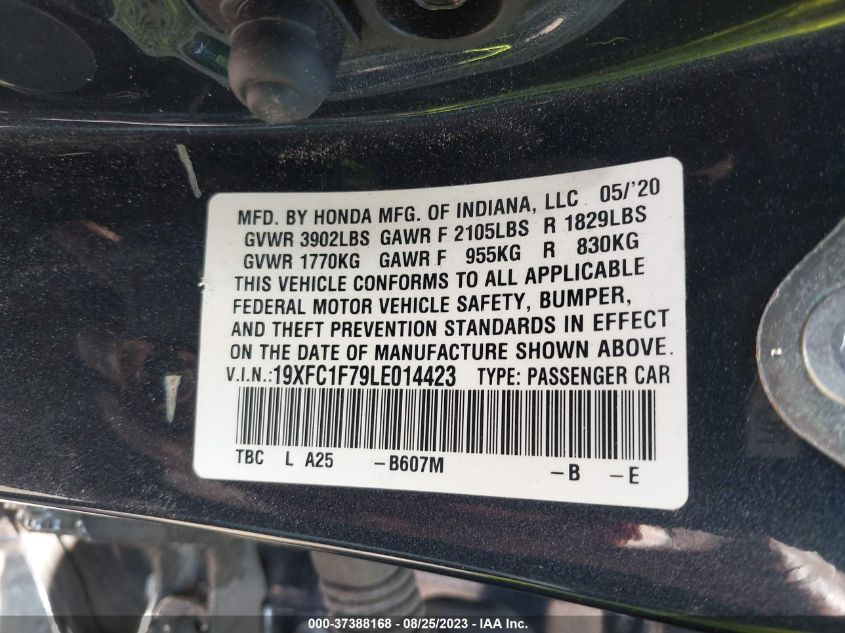 MFD. BY HONDA MFG. OF INDIANA, LLC 05/'20
GVWR 3902LBS GAWR F 2105LBS R 1829LBS
GVWR 1770KG GAWR F 955KG R 830KG
THIS VEHICLE CONFORMS TO ALL APPLICABLE
FEDERAL MOTOR VEHICLE SAFETY, BUMPER,
AND THEFT PREVENTION STANDARDS IN EFFECT
ON THE DATE OF MANUFACTURE SHOWN ABOVE.
V.I.N.:19XFC1F79LE014423 TYPE: PASSENGER CAR
TBC L A25 -B607M -B -E
000-37388168 - 08/25/2023 - IAA Inc.